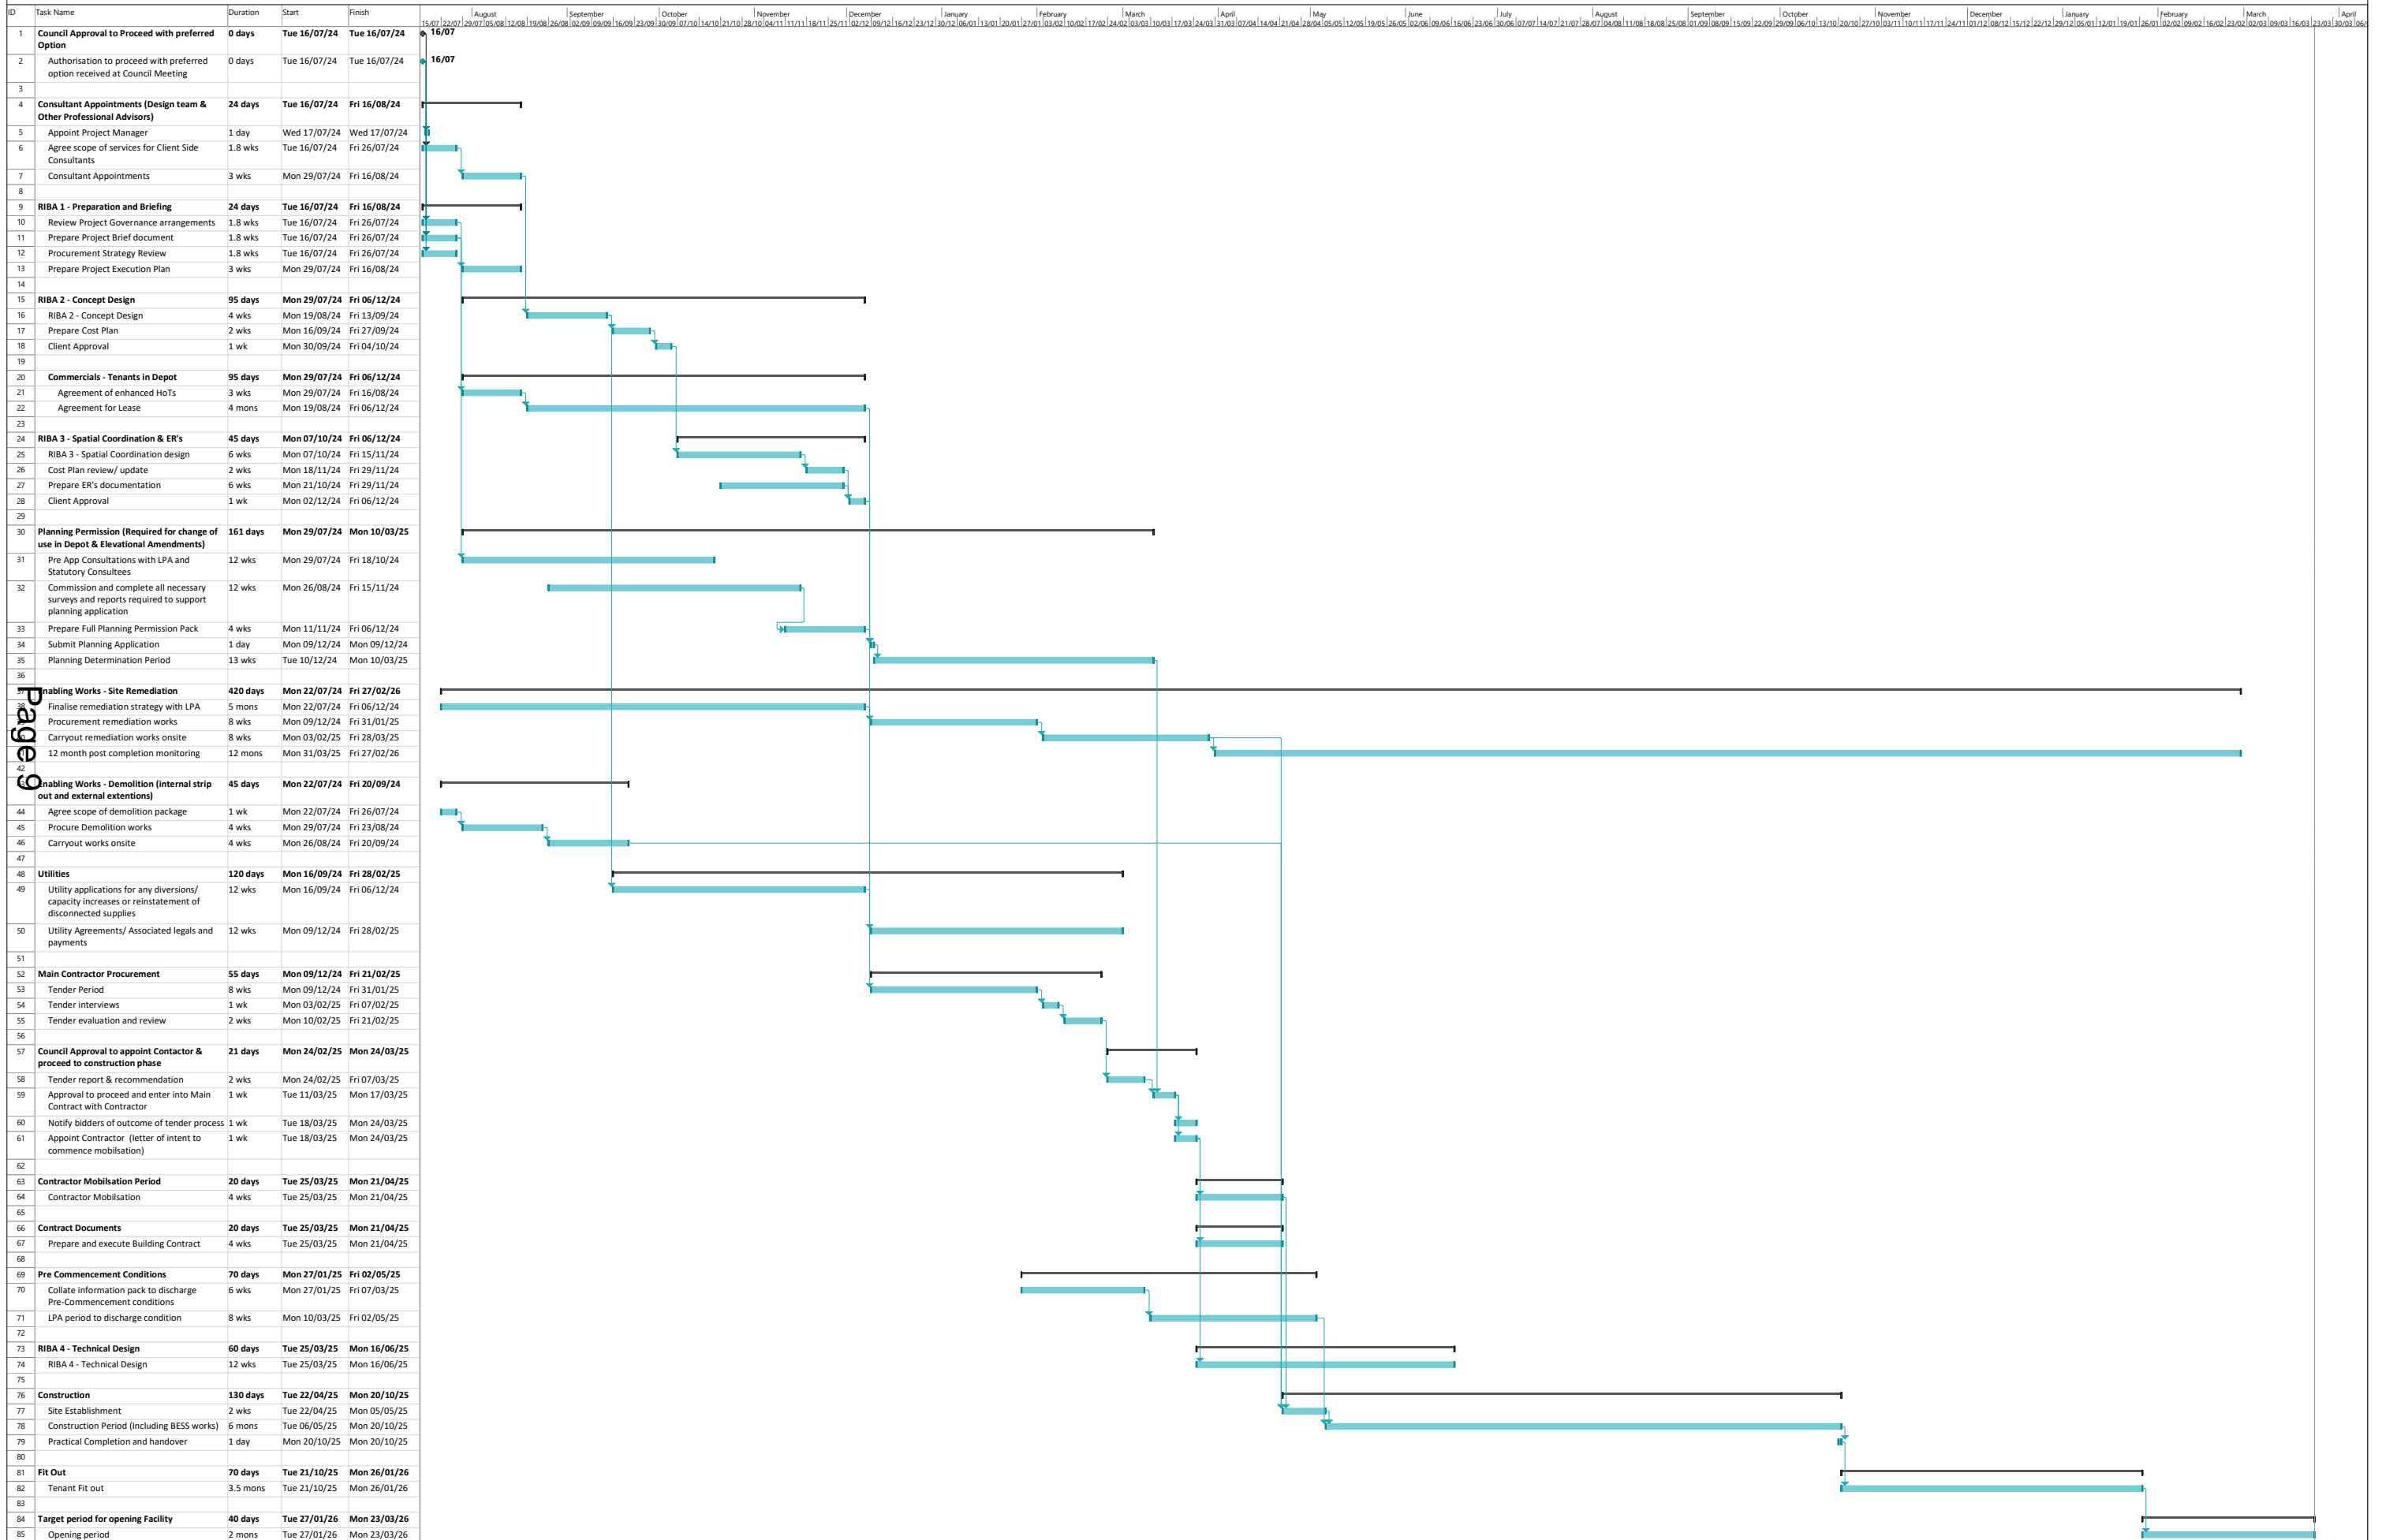 ID Task Name Duration Start Finish
August September October November December January February March April May June July August September October November December January February March April
1 Council Approval to Proceed with preferred 0 days Tue 16/07/24 Tue 16/07/24 16/07
Option
2 Authorisation to proceed with preferred 0 days Tue 16/07/24 Tue 16/07/24 16/07
option received at Council Meeting
3
4 Consultant Appointments (Design team & 24 days Tue 16/07/24 Fri 16/08/24
Other Professional Advisors)
5 Appoint Project Manager 1 day Wed 17/07/24 Wed 17/07/24
6 Agree scope of services for Client Side 1.8 wks Tue 16/07/24 Fri 26/07/24
Consultants
7 Consultant Appointments 3 wks Mon 29/07/24 Fri 16/08/24
8
9 RIBA 1 - Preparation and Briefing 24 days Tue 16/07/24 Fri 16/08/24
10 Review Project Governance arrangements 1.8 wks Tue 16/07/24 Fri 26/07/24
11 Prepare Project Brief document 1.8 wks Tue 16/07/24 Fri 26/07/24
12 Procurement Strategy Review 1.8 wks Tue 16/07/24 Fri 26/07/24
13 Prepare Project Execution Plan 3 wks Mon 29/07/24 Fri 16/08/24
14
15 RIBA 2 - Concept Design 95 days Mon 29/07/24 Fri 06/12/24
16 RIBA 2 - Concept Design 4 wks Mon 19/08/24 Fri 13/09/24
17 Prepare Cost Plan 2 wks Mon 16/09/24 Fri 27/09/24
18 Client Approval 1 wk Mon 30/09/24 Fri 04/10/24
19
20 Commercials - Tenants in Depot 95 days Mon 29/07/24 Fri 06/12/24
21 Agreement of enhanced HoTs 3 wks Mon 29/07/24 Fri 16/08/24
22 Agreement for Lease 4 mons Mon 19/08/24 Fri 06/12/24
23
24 RIBA 3 - Spatial Coordination & ER's 45 days Mon 07/10/24 Fri 06/12/24
25 RIBA 3 - Spatial Coordination design 6 wks Mon 07/10/24 Fri 15/11/24
26 Cost Plan review/ update 2 wks Mon 18/11/24 Fri 29/11/24
27 Prepare ER's documentation 6 wks Mon 21/10/24 Fri 29/11/24
28 Client Approval 1 wk Mon 02/12/24 Fri 06/12/24
29
30 Planning Permission (Required for change of 161 days Mon 29/07/24 Mon 10/03/25
use in Depot & Elevational Amendments)
31 Pre App Consultations with LPA and 12 wks Mon 29/07/24 Fri 18/10/24
Statutory Consultees
32 Commission and complete all necessary 12 wks Mon 26/08/24 Fri 15/11/24
surveys and reports required to support
planning application
33 Prepare Full Planning Permission Pack 4 wks Mon 11/11/24 Fri 06/12/24
34 Submit Planning Application 1 day Mon 09/12/24 Mon 09/12/24
35 Planning Determination Period 13 wks Tue 10/12/24 Mon 10/03/25
36
Page 9
37 Enabling Works - Site Remediation 420 days Mon 22/07/24 Fri 27/02/26
38 Finalise remediation strategy with LPA 5 mons Mon 22/07/24 Fri 06/12/24
Procurement remediation works 8 wks Mon 09/12/24 Fri 31/01/25
Carryout remediation works onsite 8 wks Mon 03/02/25 Fri 28/03/25
12 month post completion monitoring 12 mons Mon 31/03/25 Fri 27/02/26
42
Enabling Works - Demolition (internal strip 45 days Mon 22/07/24 Fri 20/09/24
out and external extentions)
44 Agree scope of demolition package 1 wk Mon 22/07/24 Fri 26/07/24
45 Procure Demolition works 4 wks Mon 29/07/24 Fri 23/08/24
46 Carryout works onsite 4 wks Mon 26/08/24 Fri 20/09/24
47
48 Utilities 120 days Mon 16/09/24 Fri 28/02/25
49 Utility applications for any diversions/ 12 wks Mon 16/09/24 Fri 06/12/24
capacity increases or reinstatement of
disconnected supplies
50 Utility Agreements/ Associated legals and 12 wks Mon 09/12/24 Fri 28/02/25
payments
51
52 Main Contractor Procurement 55 days Mon 09/12/24 Fri 21/02/25
53 Tender Period 8 wks Mon 09/12/24 Fri 31/01/25
54 Tender interviews 1 wk Mon 03/02/25 Fri 07/02/25
55 Tender evaluation and review 2 wks Mon 10/02/25 Fri 21/02/25
56
57 Council Approval to appoint Contactor & 21 days Mon 24/02/25 Mon 24/03/25
proceed to construction phase
58 Tender report & recommendation 2 wks Mon 24/02/25 Fri 07/03/25
59 Approval to proceed and enter into Main 1 wk Tue 11/03/25 Mon 17/03/25
Contract with Contractor
60 Notify bidders of outcome of tender process 1 wk Tue 18/03/25 Mon 24/03/25
61 Appoint Contractor (letter of intent to 1 wk Tue 18/03/25 Mon 24/03/25
commence mobilsation)
62
63 Contractor Mobilsation Period 20 days Tue 25/03/25 Mon 21/04/25
64 Contractor Mobilsation 4 wks Tue 25/03/25 Mon 21/04/25
65
66 Contract Documents 20 days Tue 25/03/25 Mon 21/04/25
67 Prepare and execute Building Contract 4 wks Tue 25/03/25 Mon 21/04/25
68
69 Pre Commencement Conditions 70 days Mon 27/01/25 Fri 02/05/25
70 Collate information pack to discharge 6 wks Mon 27/01/25 Fri 07/03/25
Pre-Commencement conditions
71 LPA period to discharge condition 8 wks Mon 10/03/25 Fri 02/05/25
72
73 RIBA 4 - Technical Design 60 days Tue 25/03/25 Mon 16/06/25
74 RIBA 4 - Technical Design 12 wks Tue 25/03/25 Mon 16/06/25
75
76 Construction 130 days Tue 22/04/25 Mon 20/10/25
77 Site Establishment 2 wks Tue 22/04/25 Mon 05/05/25
78 Construction Period (Including BESS works) 6 mons Tue 06/05/25 Mon 20/10/25
79 Practical Completion and handover 1 day Mon 20/10/25 Mon 20/10/25
80
81 Fit Out 70 days Tue 21/10/25 Mon 26/01/26
82 Tenant Fit out 3.5 mons Tue 21/10/25 Mon 26/01/26
83
84 Target period for opening Facility 40 days Tue 27/01/26 Mon 23/03/26
85 Opening period 2 mons Tue 27/01/26 Mon 23/03/26